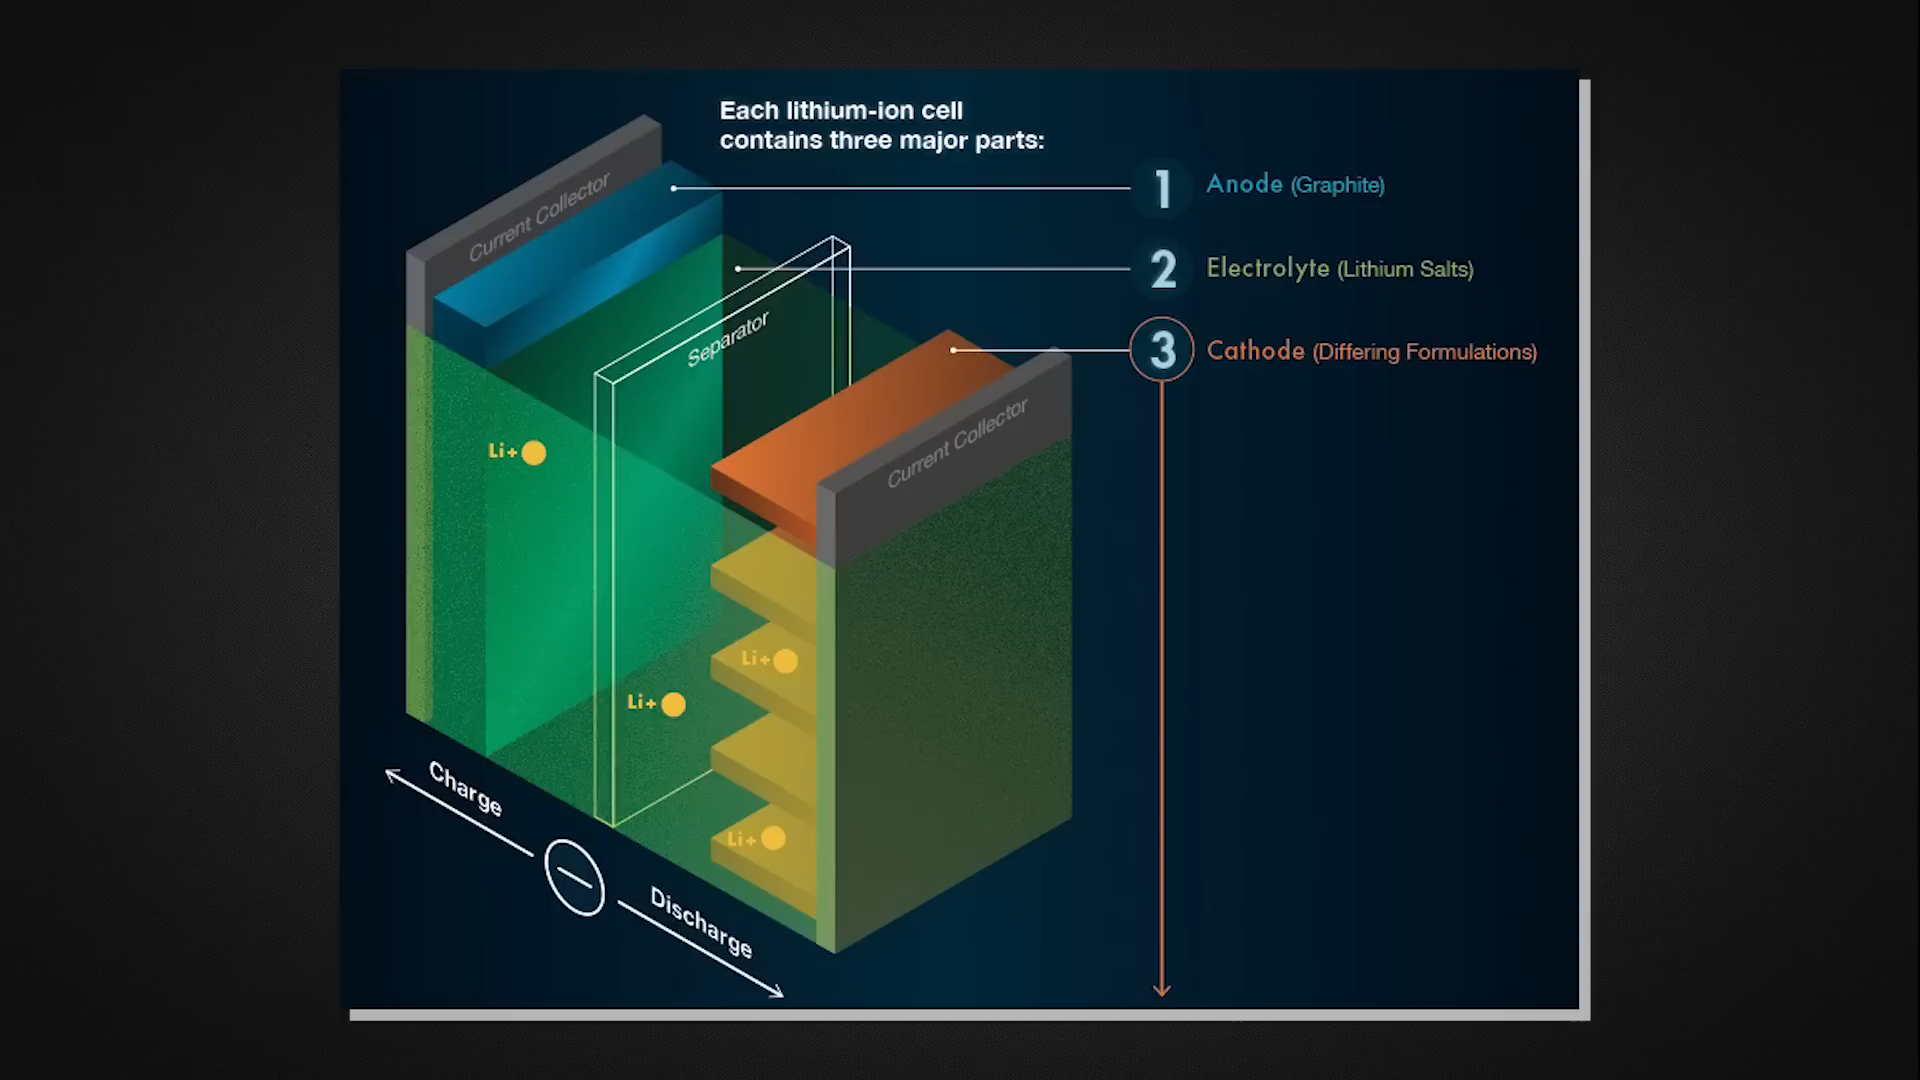 Each lithium-ion cell
contains three major parts:
1 Anode (Graphite)
2 Electrolyte (Lithium Salts)
3 Cathode (Differing Formulations)
Current Collector
Separator
Current Collector
Li+
Li+
Li+
Li+
Charge
Discharge